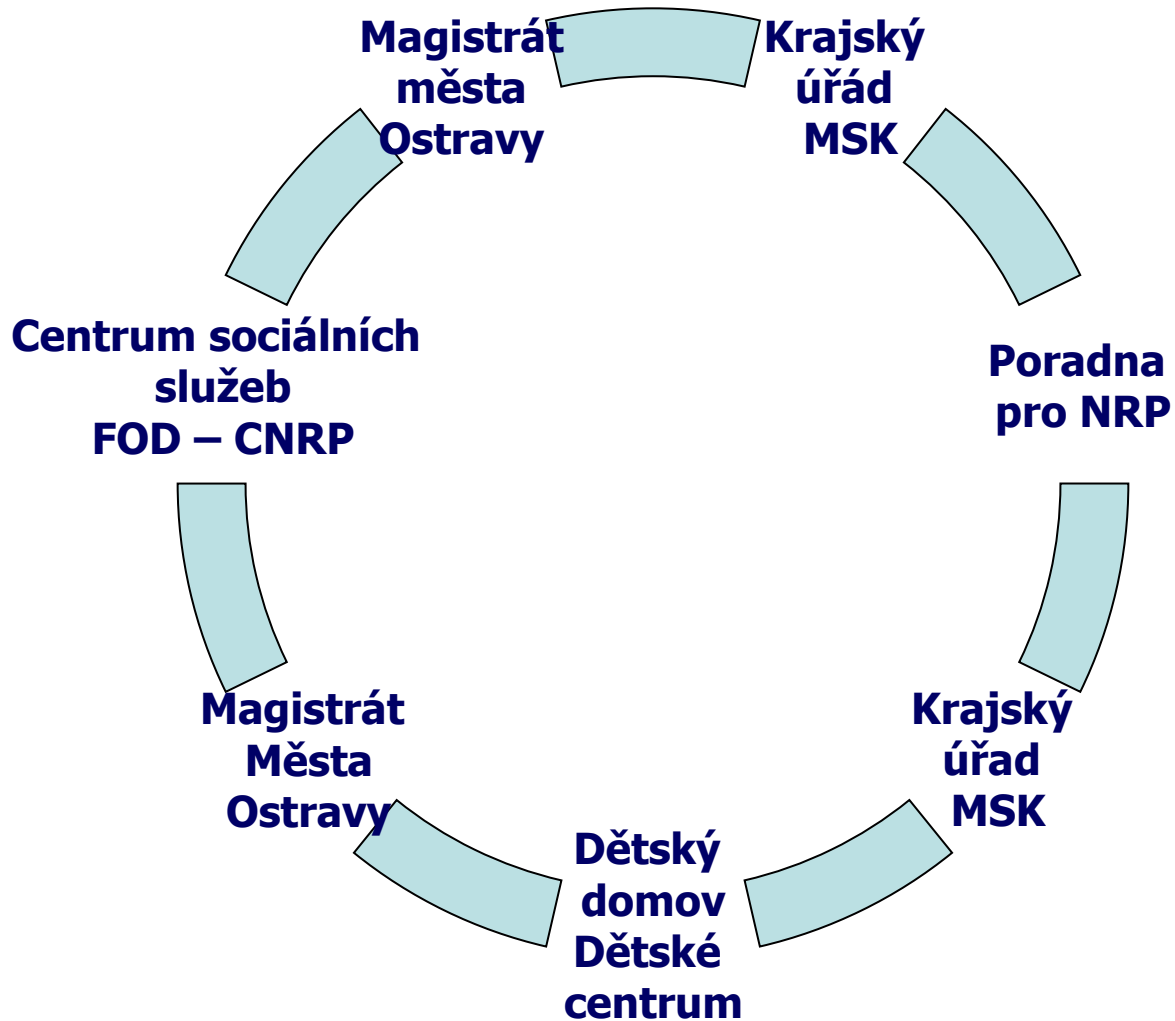 Magistrát
města
Ostravy
Krajský
úřád
MSK
Poradna
pro NRP
Krajský
úřad
MSK
Dětský
domov
Dětské
centrum
Magistrát
Města
Ostravy
Centrum sociálních
služeb
FOD – CNRP